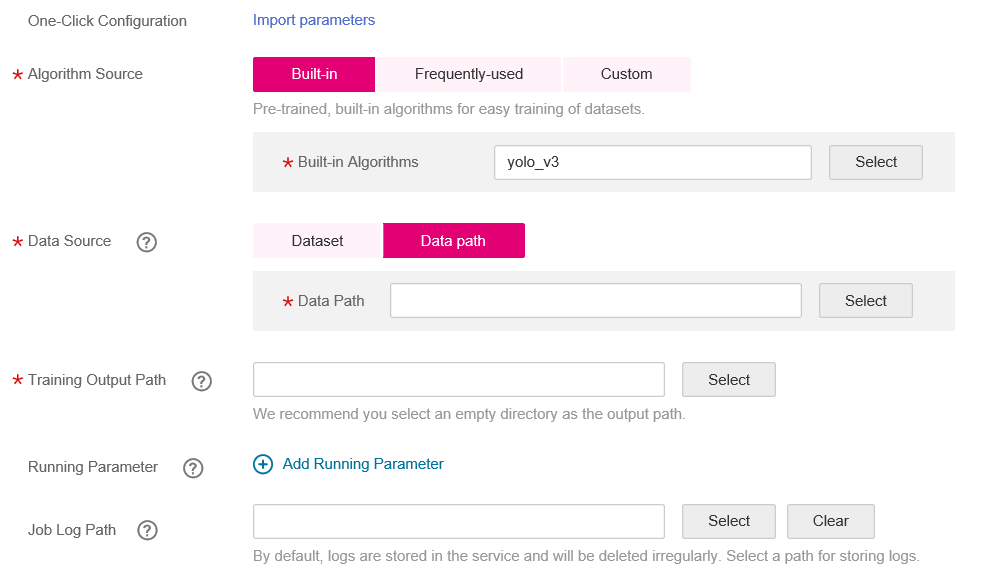 One-Click Configuration Import parameters
* Algorithm Source Built-in Frequently-used Custom
Pre-trained, built-in algorithms for easy training of datasets.
* Built-in Algorithms yolo_v3 Select
* Data Source ? Dataset Data path
* Data Path Select
* Training Output Path ? Select
We recommend you select an empty directory as the output path.
Running Parameter ? Add Running Parameter
Job Log Path ? Select Clear
By default, logs are stored in the service and will be deleted irregularly. Select a path for storing logs.